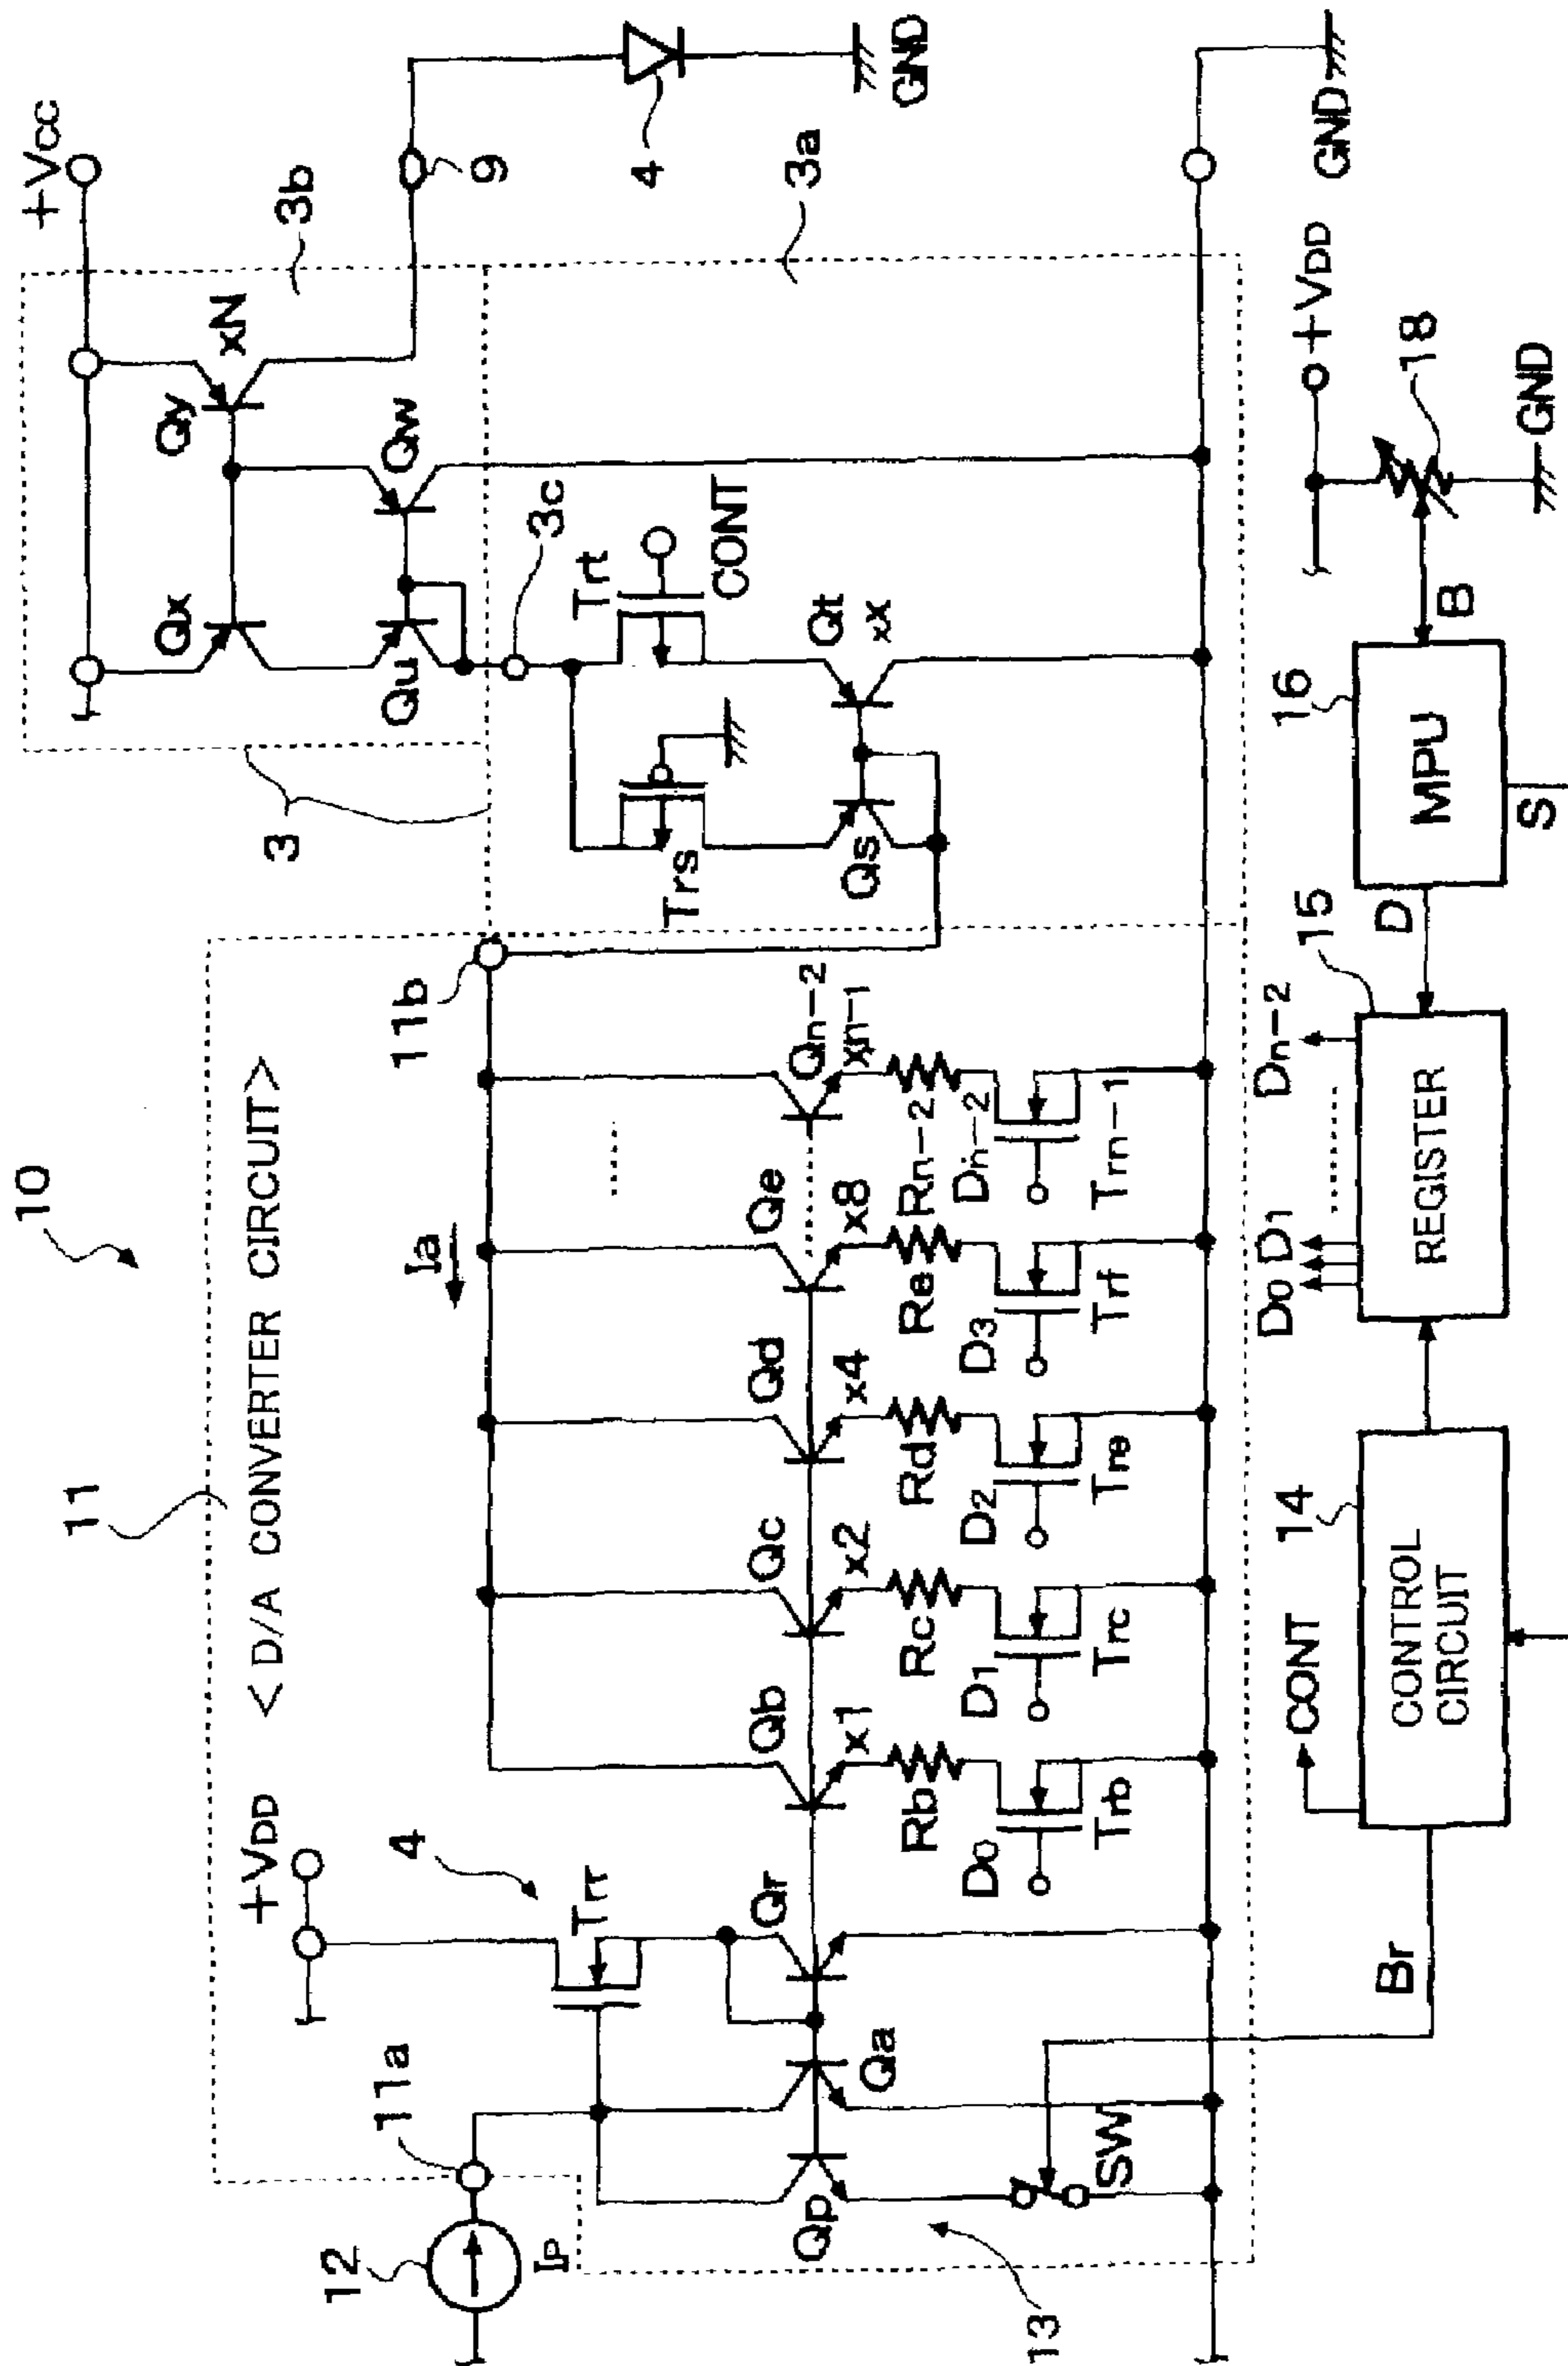 10
11
<D/A CONVERTER CIRCUIT>
+VDD
+VCC
3b
3
Qx
Qy
xN
Qu
Qw
9
4
GND
3c
3a
11b
Ia
12
IP
11a
4
Trr
Trs
Trt
CONT
Qs
Qt
xx
Qp
Qa
Qr
Qb
Qc
Qd
Qe
Qn-2
x1
x2
x4
x8
xn-1
Rb
Rc
Rd
Re
Rn-2
D0
D1
D2
D3
Dn-2
Trb
Trc
Tre
Trf
Trn-1
SW
13
GND
Br
CONT
14
CONTROL
CIRCUIT
D0 D1
Dn-2
15
REGISTER
D
16
MPU
S
B
+VDD
18
GND